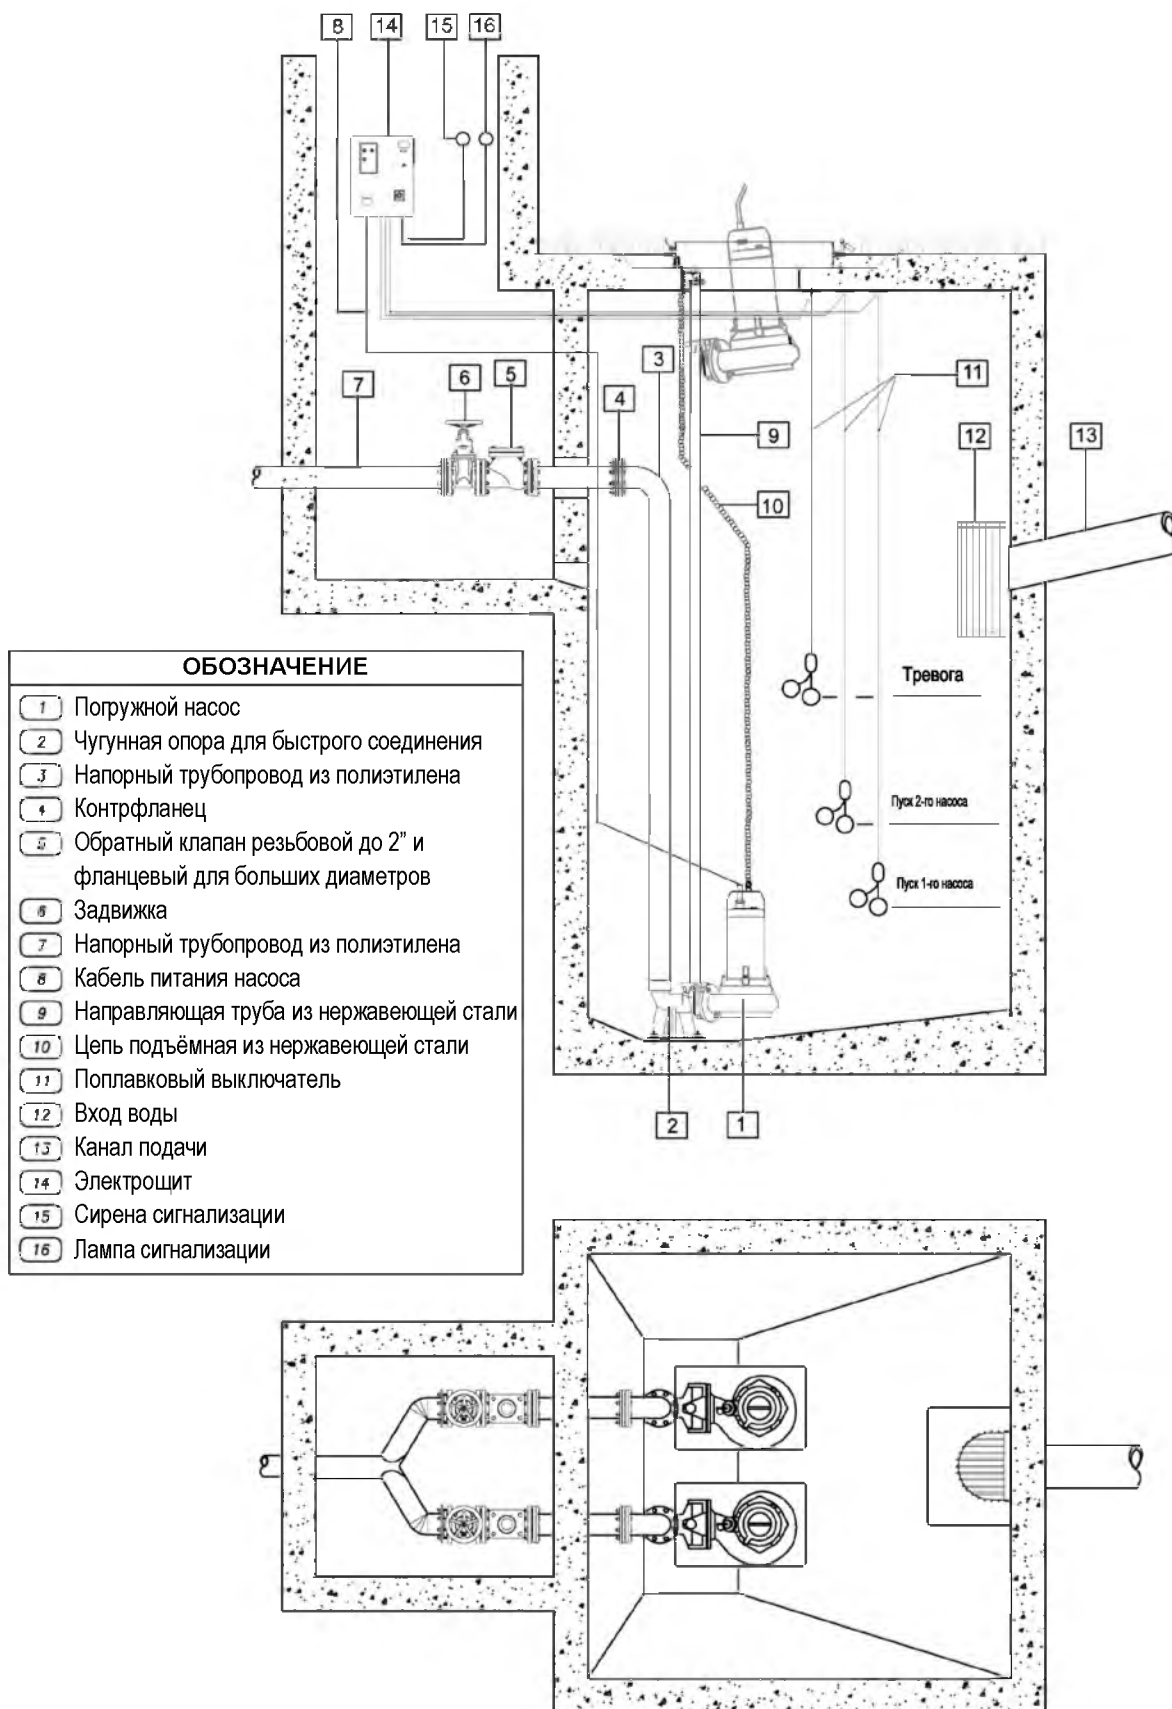 8 14 15 16
3
7 6 5 4 11
9 12 13
10
ОБОЗНАЧЕНИЕ
1 Погружной насос
2 Чугунная опора для быстрого соединения
3 Напорный трубопровод из полиэтилена
4 Контрфланец
5 Обратный клапан резьбовой до 2” и
фланцевый для больших диаметров
6 Задвижка
7 Напорный трубопровод из полиэтилена
8 Кабель питания насоса
9 Направляющая труба из нержавеющей стали
10 Цепь подъёмная из нержавеющей стали
11 Поплавковый выключатель
12 Вход воды
13 Канал подачи
14 Электрощит
15 Сирена сигнализации
16 Лампа сигнализации
Тревога
Пуск 2-го насоса
Пуск 1-го насоса
2 1